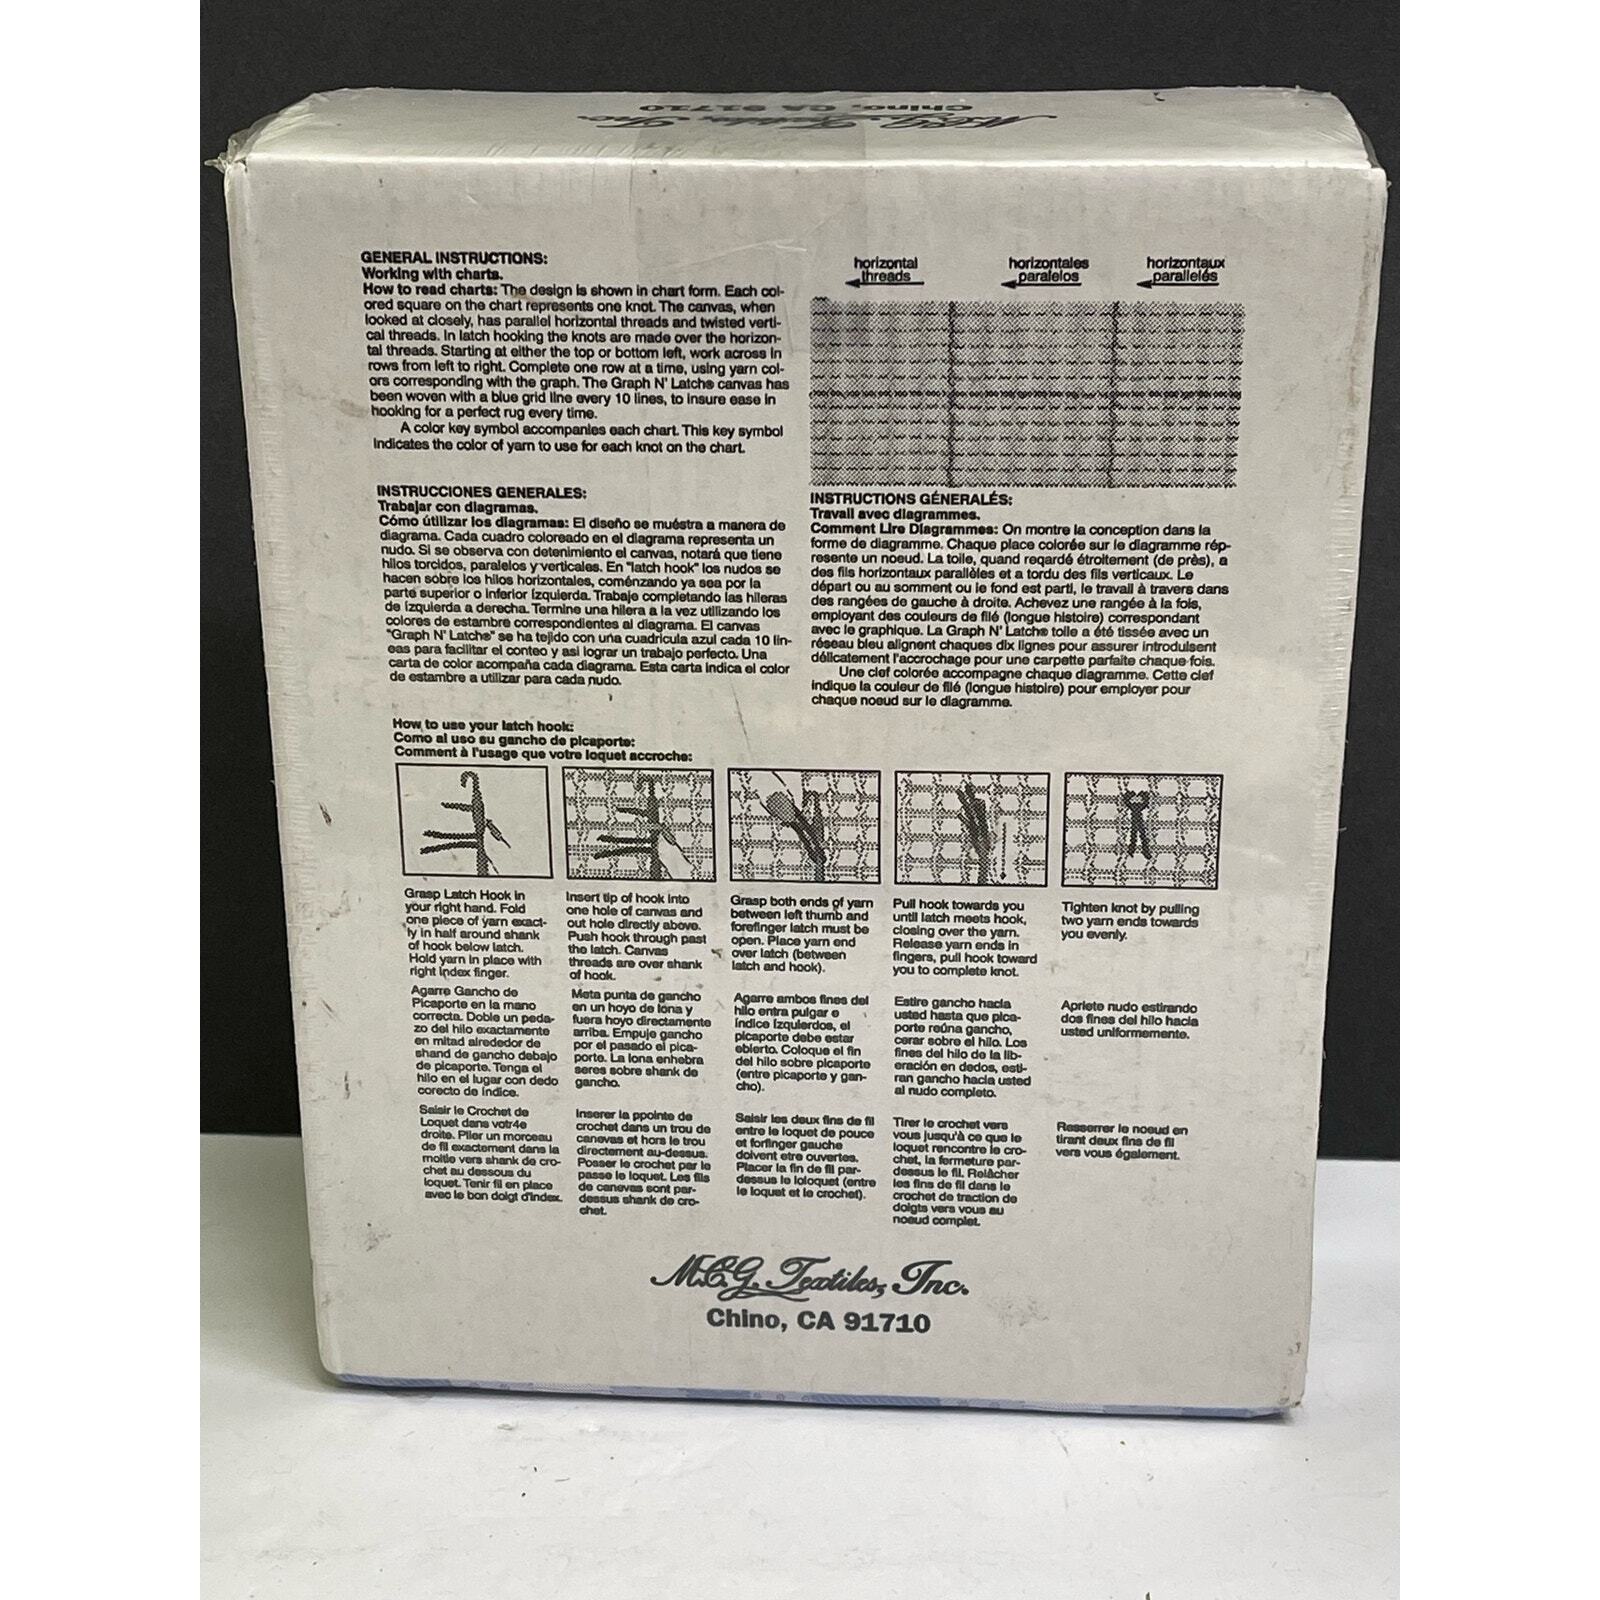 M.C.G. Textiles, Inc.
Chino, CA 91710
GENERAL INSTRUCTIONS:
Working with charts.
How to read charts: The design is shown in chart form. Each col-
ored square on the chart represents one knot. The canvas, when
looked at closely, has parallel horizontal threads and twisted verti-
cal threads. In latch hooking the knots are made over the horizon-
tal threads. Starting at either the top or bottom left, work across in
rows from left to right. Complete one row at a time, using yarn col-
ors corresponding with the graph. The Graph N' Latch® canvas has
been woven with a blue grid line every 10 lines, to insure ease in
hooking for a perfect rug every time.
A color key symbol accompanies each chart. This key symbol
indicates the color of yarn to use for each knot on the chart.
horizontal
threads
horizontales
paralelos
horizontaux
parallelés
INSTRUCCIONES GENERALES:
Trabajar con diagramas.
Cómo útilizar los diagramas: El diseño se muéstra a manera de
diagrama. Cada cuadro coloreado en el diagrama representa un
nudo. Si se observa con detenimiento el canvas, notará que tiene
hilos torcidos, paralelos y verticales. En "latch hook" los nudos se
hacen sobre los hilos horizontales, coménzando ya sea por la
parte superior o inferior izquierda. Trabaje completando las hileras
de izquierda a derecha. Termine una hilera a la vez utilizando los
colores de estambre correspondientes al diagrama. El canvas
"Graph N' Latch®" se ha tejido con una cuadricula azul cada 10 lin-
eas para facilitar el conteo y asi lograr un trabajo perfecto. Una
carta de color acompaña cada diagrama. Esta carta indica el color
de estambre a utilizar para cada nudo.
INSTRUCTIONS GÉNERALÉS:
Travail avec diagrammes.
Comment Lire Diagrammes: On montre la conception dans la
forme de diagramme. Chaque place colorée sur le diagramme rép-
resente un noeud. La toile, quand reqardé étroitement (de près), a
des fils horizontaux parallèles et a tordu des fils verticaux. Le
départ ou au somment ou le fond est parti, le travail à travers dans
des rangées de gauche à droite. Achevez une rangée à la fois,
employant des couleurs de filé (longue histoire) correspondant
avec le graphique. La Graph N' Latch® toile a été tissée avec un
réseau bleu alignent chaques dix lignes pour assurer introduisent
délicatement l'accrochage pour une carpette parfaite chaque fois.
Une clef colorée accompagne chaque diagramme. Cette clef
indique la couleur de filé (longue histoire) pour employer pour
chaque noeud sur le diagramme.
How to use your latch hook:
Como al uso su gancho de picaporte:
Comment à l'usage que votre loquet accroche:
Grasp Latch Hook in
your right hand. Fold
one piece of yarn exact-
ly in half around shank
of hook below latch.
Hold yarn in place with
right index finger.
Insert tip of hook into
one hole of canvas and
out hole directly above.
Push hook through past
the latch. Canvas
threads are over shank
of hook.
Grasp both ends of yarn
between left thumb and
forefinger latch must be
open. Place yarn end
over latch (between
latch and hook).
Pull hook towards you
until latch meets hook,
closing over the yarn.
Release yarn ends in
fingers, pull hook toward
you to complete knot.
Tighten knot by pulling
two yarn ends towards
you evenly.
Agarre Gancho de
Picaporte en la mano
correcta. Doble un peda-
zo del hilo exactamente
en mitad alrededor de
shand de gancho debajo
de picaporte. Tenga el
hilo en el lugar con dedo
corecto de índice.
Meta punta de gancho
en un hoyo de lona y
fuera hoyo directamente
arriba. Empuje gancho
por el pasado el pica-
porte. La lona enhebra
seres sobre shank de
gancho.
Agarre ambos fines del
hilo entra pulgar e
índice izquierdos, el
picaporte debe estar
abierto. Coloque el fin
del hilo sobre picaporte
(entre picaporte y gan-
cho).
Estire gancho hacia
usted hasta que pica-
porte reúna gancho,
cerar sobre el hilo. Los
fines del hilo de la lib-
eración en dedos, esti-
ran gancho hacia usted
al nudo completo.
Apriete nudo estirando
dos fines del hilo hacia
usted uniformemente.
Saisir le Crochet de
Loquet dans votr4e
droite. Plier un morceau
de fil exactement dans la
moitie vers shank de cro-
chet au dessous du
loquet. Tenir fil en place
avec le bon doigt d'index.
Inserer la ppointe de
crochet dans un trou de
canevas et hors le trou
directement au-dessus.
Posser le crochet par le
passe le loquet. Les fils
de canevas sont par-
dessus shank de cro-
chet.
Saisir les deux fins de fil
entre le loquet de pouce
et forfinger gauche
doivent etre ouvertes.
Placer la fin de fil par-
dessus le loloquet (entre
le loquet et le crochet).
Tirer le crochet vers
vous jusqu'à ce que le
loquet rencontre le cro-
chet, la fermeture par-
dessus le fil. Relâcher
les fins de fil dans le
crochet de traction de
doigts vers vous au
noeud complet.
Resserrer le noeud en
tirant deux fins de fil
vers vous également.
M.C.G. Textiles, Inc.
Chino, CA 91710